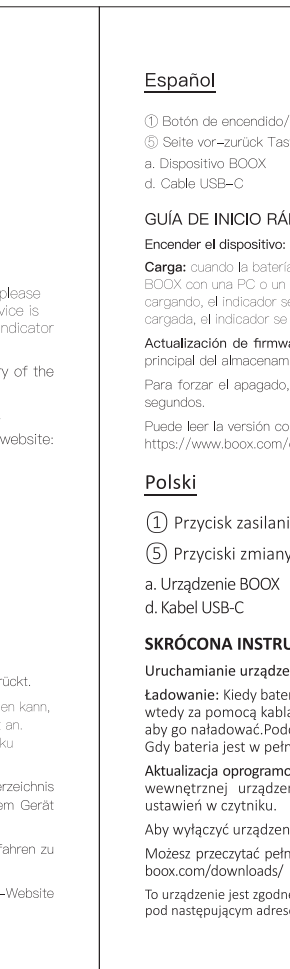 please
vice is
ndicator
y of the
website:
rückt.
en kann,
t an.
ku
erzeichnis
em Gerät
fahren zu
–Website
Español
① Botón de encendido/
⑤ Seite vor–zurück Tas
a. Dispositivo BOOX
d. Cable USB–C
GUÍA DE INICIO RÁ
Encender el dispositivo:
Carga: cuando la batería
BOOX con una PC o un
cargando, el indicador se
cargada, el indicador se
Actualización de firmwa
principal del almacenam
Para forzar el apagado,
segundos.
Puede leer la versión co
https://www.boox.com/
Polski
① Przycisk zasilani
⑤ Przyciski zmiany
a. Urządzenie BOOX
d. Kabel USB-C
SKRÓCONA INSTRU
Uruchamianie urządze
Ładowanie: Kiedy bater
wtedy za pomocą kabla
aby go naładować.Pod
Gdy bateria jest w pełn
Aktualizacja oprogramo
wewnętrznej urządzen
ustawień w czytniku.
Aby wyłączyć urządzen
Możesz przeczytać pełn
boox.com/downloads/
To urządzenie jest zgodne
pod następującym adres